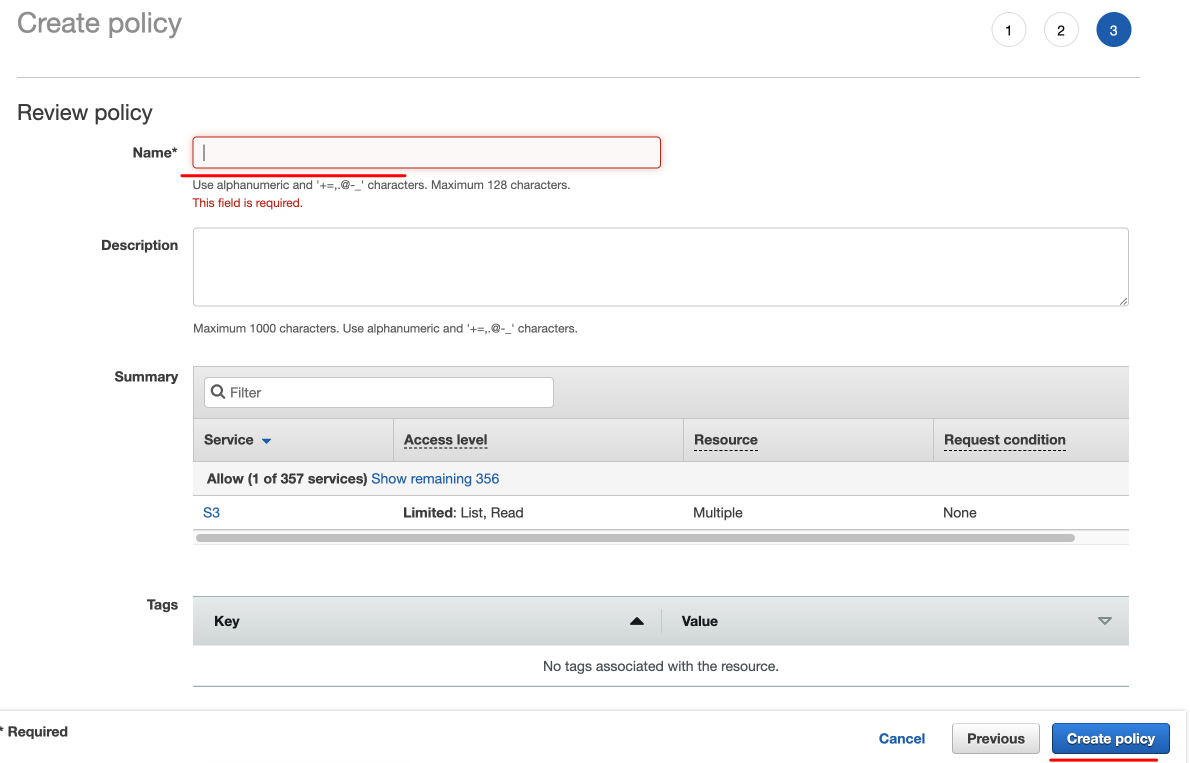 Create policy
1 2 3
Review policy
Name*
Use alphanumeric and '+=,.@-_' characters. Maximum 128 characters.
This field is required.
Description
Maximum 1000 characters. Use alphanumeric and '+=,.@-_' characters.
Summary
Filter
Service Access level Resource Request condition
Allow (1 of 357 services) Show remaining 356
S3 Limited: List, Read Multiple None
Tags
Key Value
No tags associated with the resource.
* Required
Cancel Previous Create policy